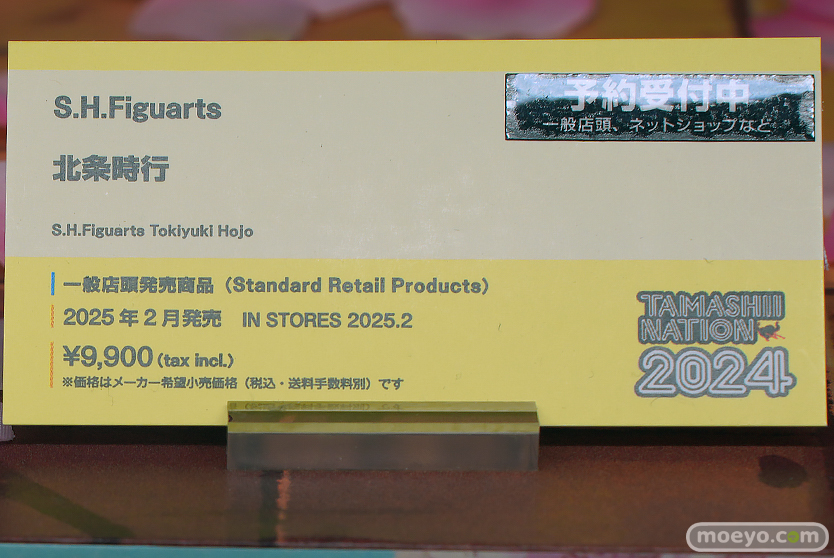 S.H.Figuarts
予約受付中
一般店頭、ネットショップなど
北条時行
S.H.Figuarts Tokiyuki Hojo
一般店頭発売商品（Standard Retail Products）
2025年2月発売 IN STORES 2025.2
¥9,900(tax incl.)
※価格はメーカー希望小売価格（税込・送料手数料別）です
TAMASHII
NATION
2024
moeyo.com